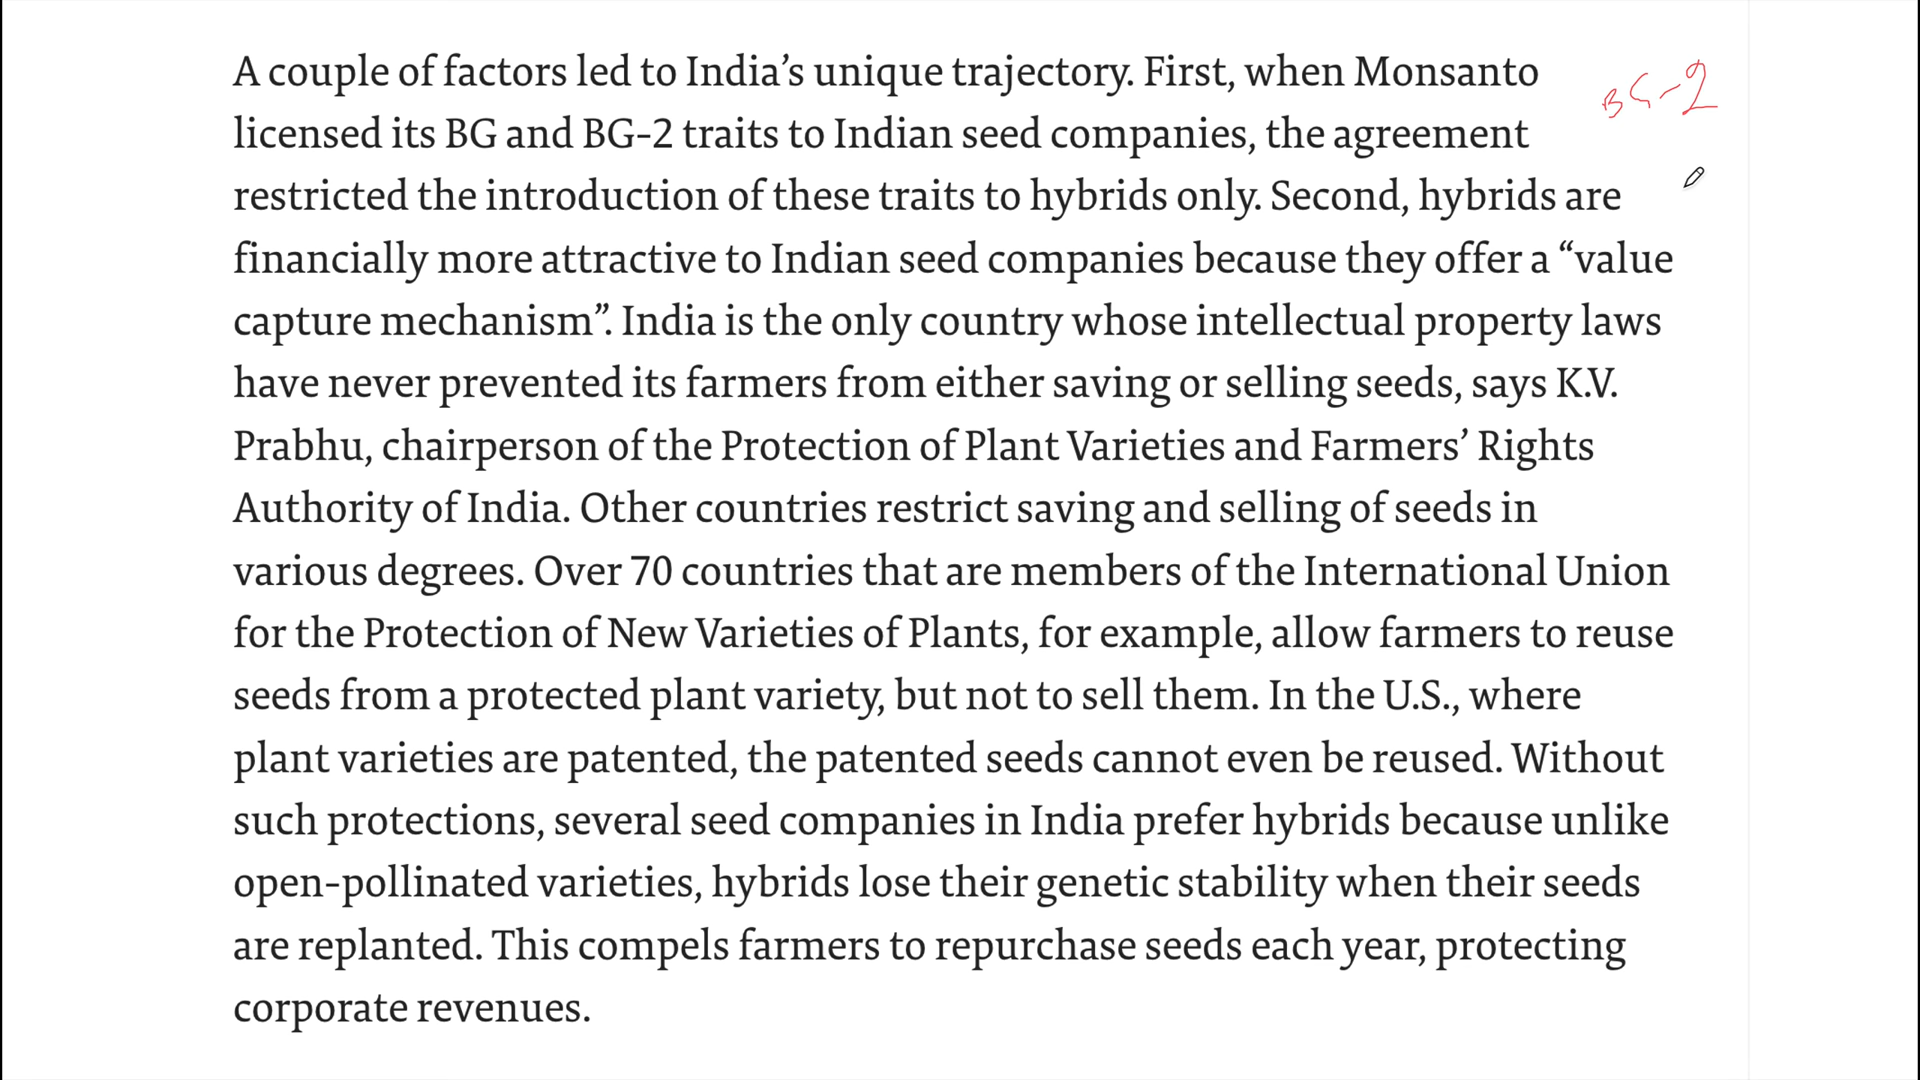 A couple of factors led to India’s unique trajectory. First, when Monsanto
BG-2
licensed its BG and BG-2 traits to Indian seed companies, the agreement
restricted the introduction of these traits to hybrids only. Second, hybrids are
financially more attractive to Indian seed companies because they offer a “value
capture mechanism”. India is the only country whose intellectual property laws
have never prevented its farmers from either saving or selling seeds, says K.V.
Prabhu, chairperson of the Protection of Plant Varieties and Farmers’ Rights
Authority of India. Other countries restrict saving and selling of seeds in
various degrees. Over 70 countries that are members of the International Union
for the Protection of New Varieties of Plants, for example, allow farmers to reuse
seeds from a protected plant variety, but not to sell them. In the U.S., where
plant varieties are patented, the patented seeds cannot even be reused. Without
such protections, several seed companies in India prefer hybrids because unlike
open-pollinated varieties, hybrids lose their genetic stability when their seeds
are replanted. This compels farmers to repurchase seeds each year, protecting
corporate revenues.